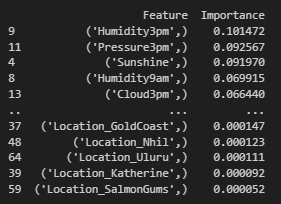 Feature Importance
9 ('Humidity3pm',) 0.101472
11 ('Pressure3pm',) 0.092567
4 ('Sunshine',) 0.091970
8 ('Humidity9am',) 0.069915
13 ('Cloud3pm',) 0.066440
.. ... ...
37 ('Location_GoldCoast',) 0.000147
48 ('Location_Nhil',) 0.000123
64 ('Location_Uluru',) 0.000111
39 ('Location_Katherine',) 0.000092
59 ('Location_SalmonGums',) 0.000052